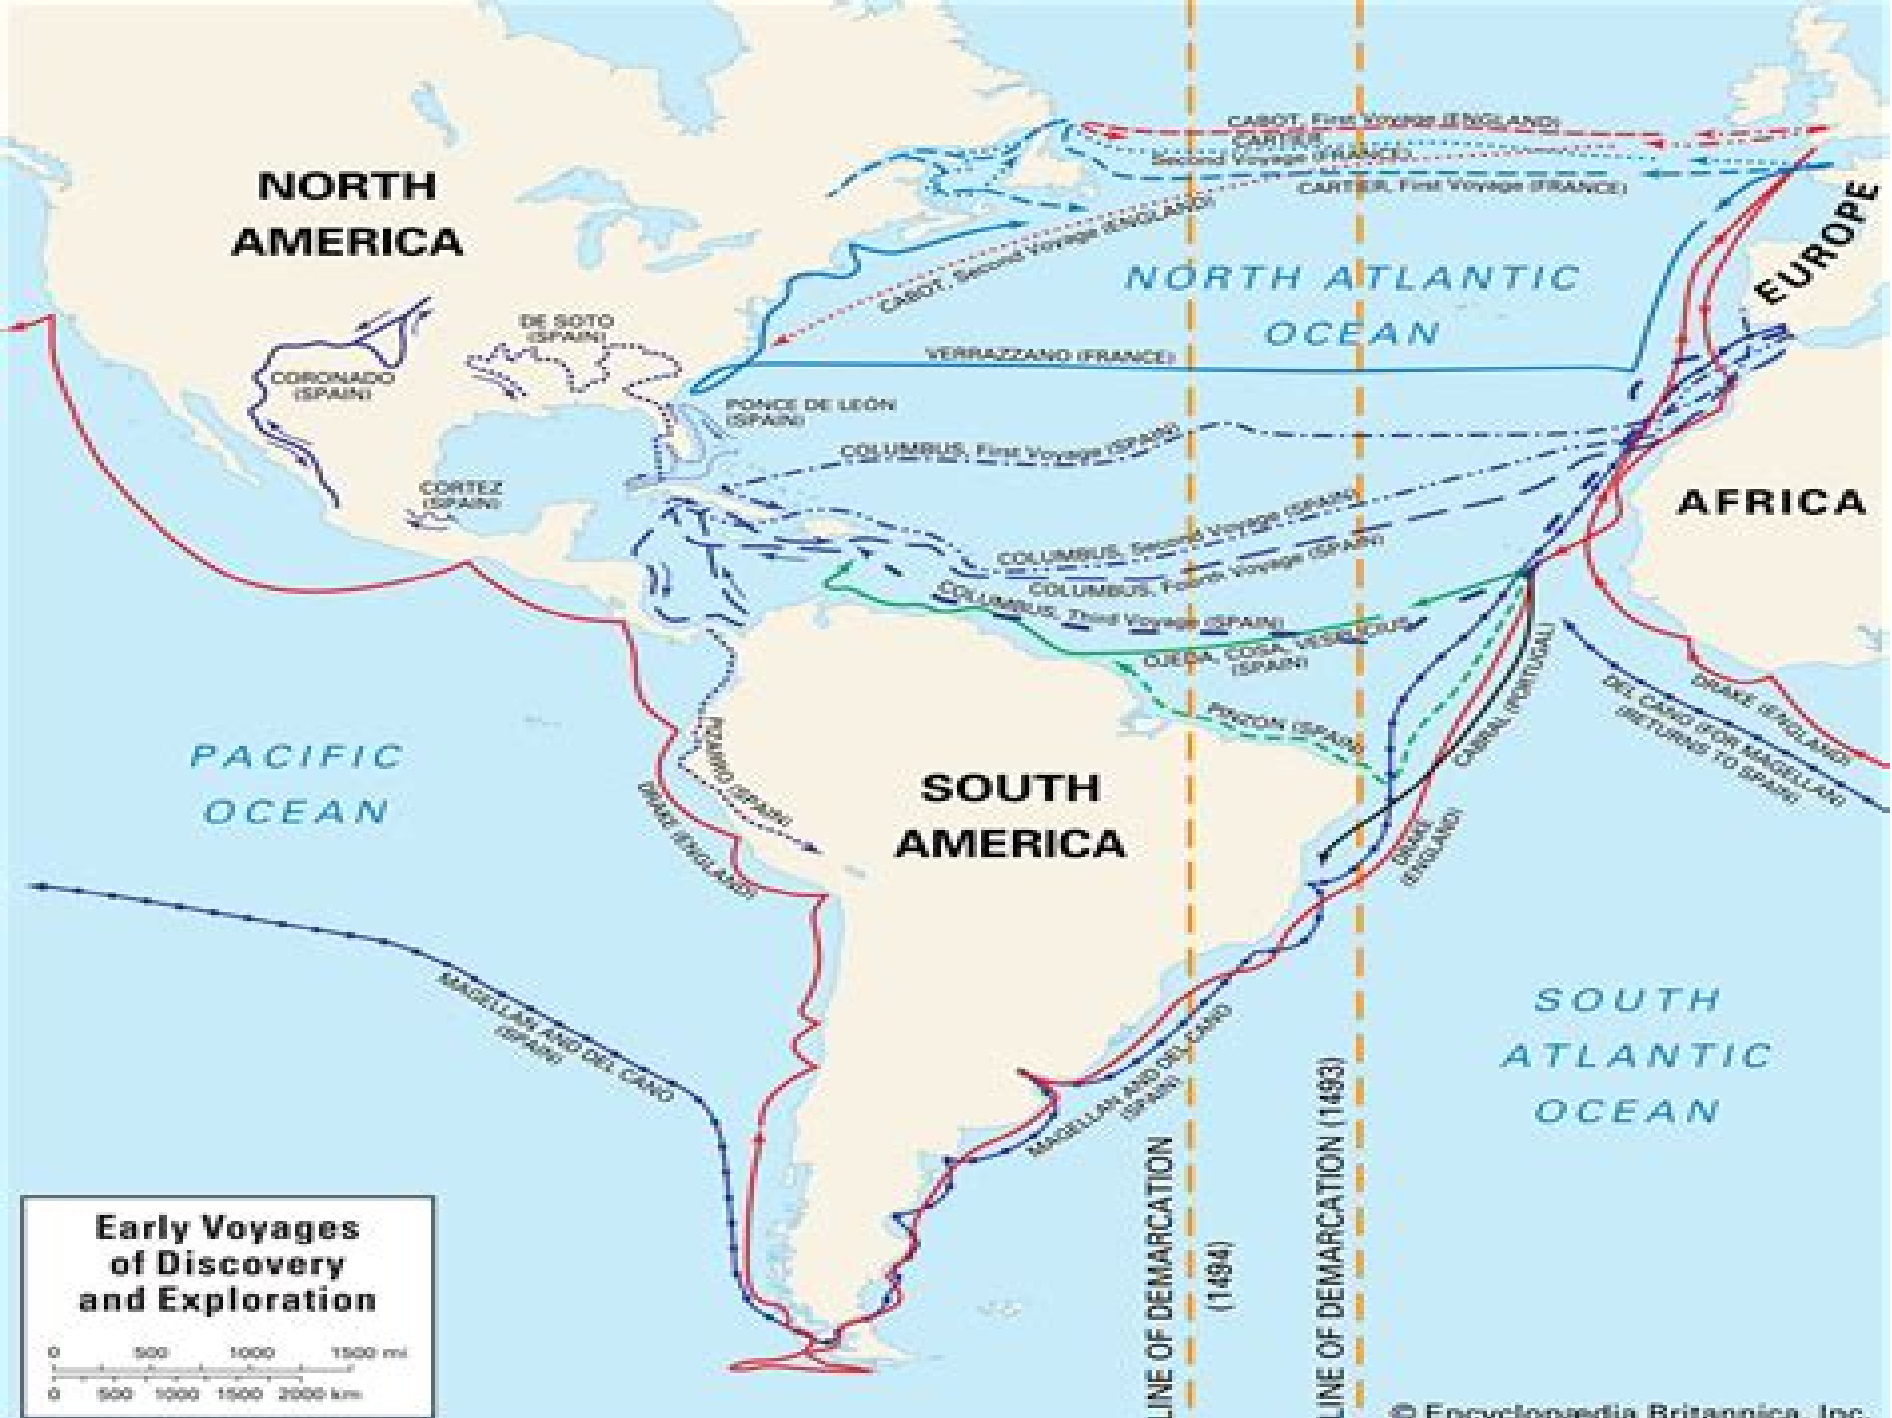 CABOT, First Voyage (ENGLAND)
CARTIER
Second Voyage (FRANCE)
CARTIER, First Voyage (FRANCE)
NORTH
AMERICA
EUROPE
CABOT, Second Voyage (ENGLAND)
NORTH ATLANTIC
OCEAN
DE SOTO
(SPAIN)
VERRAZZANO (FRANCE)
CORONADO
(SPAIN)
PONCE DE LEÓN
(SPAIN)
COLUMBUS, First Voyage (SPAIN)
CORTEZ
(SPAIN)
AFRICA
COLUMBUS, Second Voyage (SPAIN)
COLUMBUS, Fourth Voyage (SPAIN)
COLUMBUS, Third Voyage (SPAIN)
OJEDA, COSA, VESPUCIUS
(SPAIN)
PINZON (SPAIN)
CABRAL (PORTUGAL)
DRAKE (ENGLAND)
DEL CANO (FOR MAGELLAN)
(RETURNS TO SPAIN)
PIZARRO (SPAIN)
PACIFIC
OCEAN
SOUTH
AMERICA
DRAKE (ENGLAND)
DRAKE
(ENGLAND)
MAGELLAN AND DEL CANO
(SPAIN)
MAGELLAN AND DEL CANO
(SPAIN)
SOUTH
ATLANTIC
OCEAN
LINE OF DEMARCATION
(1494)
LINE OF DEMARCATION (1493)
Early Voyages
of Discovery
and Exploration
0 500 1000 1500 mi
0 500 1000 1500 2000 km
© Encyclopædia Britannica, Inc.